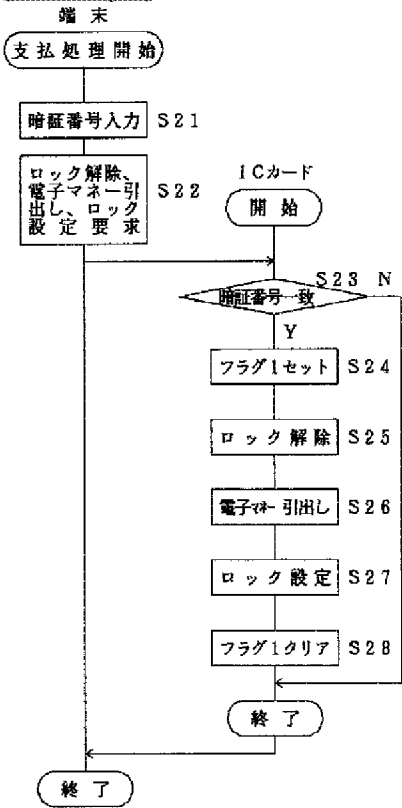 端末
支払処理開始
暗証番号入力 S21
ロック解除、
電子マネー引
出し、ロック
設定要求
S22
ICカード
開始
S23 N
暗証番号一致
Y
フラグ1セット S24
ロック解除 S25
電子マネー引出し S26
ロック設定 S27
フラグ1クリア S28
終了
終了